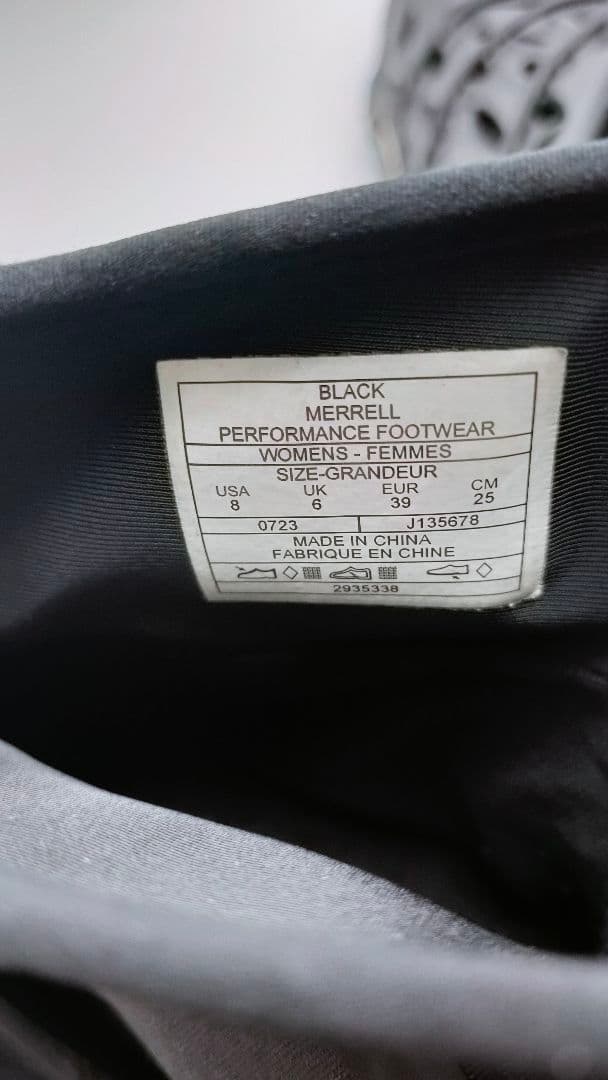 BLACK
MERRELL
PERFORMANCE FOOTWEAR
WOMENS - FEMMES
SIZE-GRANDEUR
USA UK EUR CM
8 6 39 25
0723 J135678
MADE IN CHINA
FABRIQUE EN CHINE
2935338